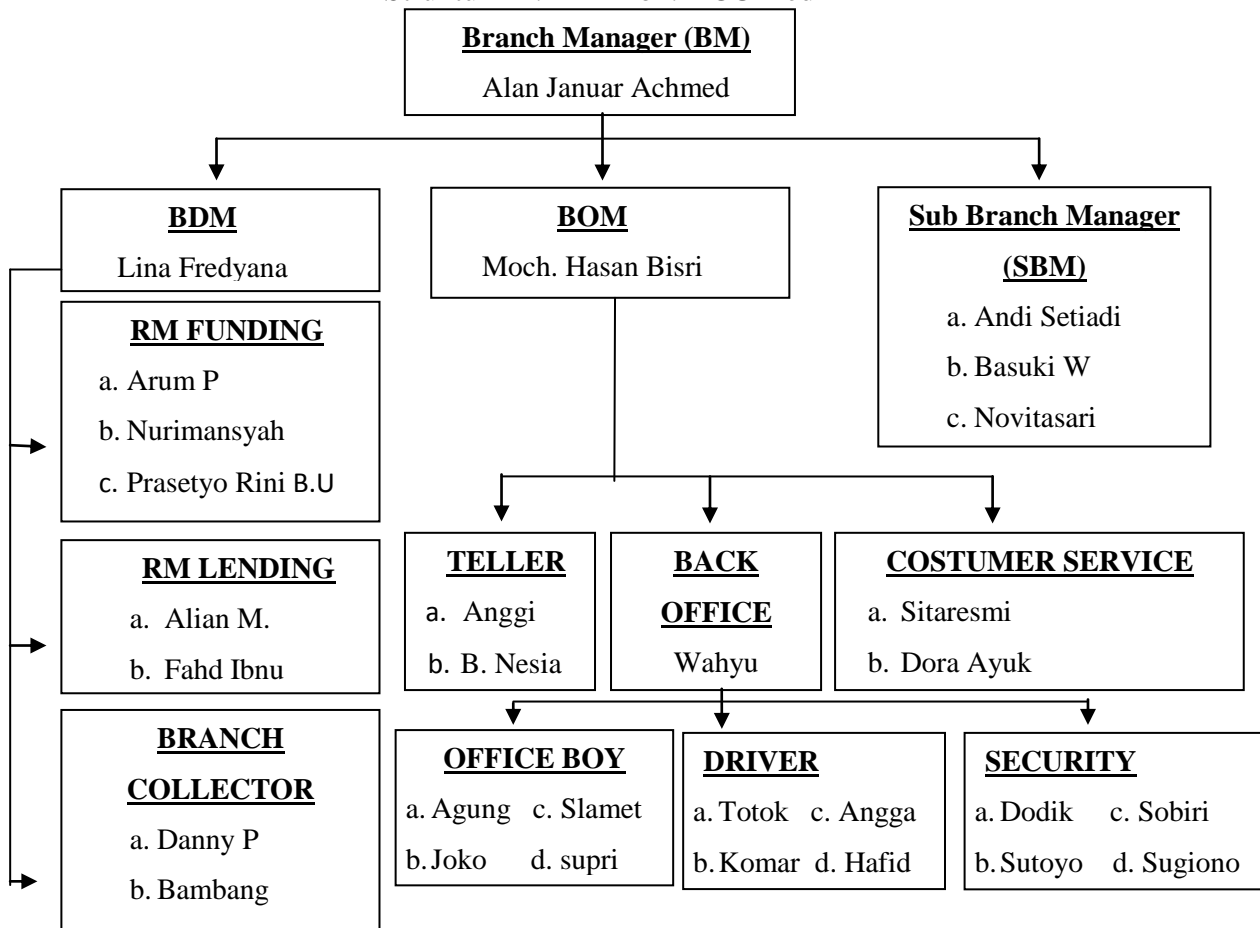 Branch Manager (BM)
Alan Januar Achmed
BDM
Lina Fredyana
BOM
Moch. Hasan Bisri
Sub Branch Manager
(SBM)
a. Andi Setiadi
b. Basuki W
c. Novitasari
RM FUNDING
a. Arum P
b. Nurimansyah
c. Prasetyo Rini B.U
RM LENDING
a. Alian M.
b. Fahd Ibnu
BRANCH
COLLECTOR
a. Danny P
b. Bambang
TELLER
a. Anggi
b. B. Nesia
BACK
OFFICE
Wahyu
COSTUMER SERVICE
a. Sitaresmi
b. Dora Ayuk
OFFICE BOY
a. Agung c. Slamet
b. Joko d. supri
DRIVER
a. Totok c. Angga
b. Komar d. Hafid
SECURITY
a. Dodik c. Sobiri
b. Sutoyo d. Sugiono